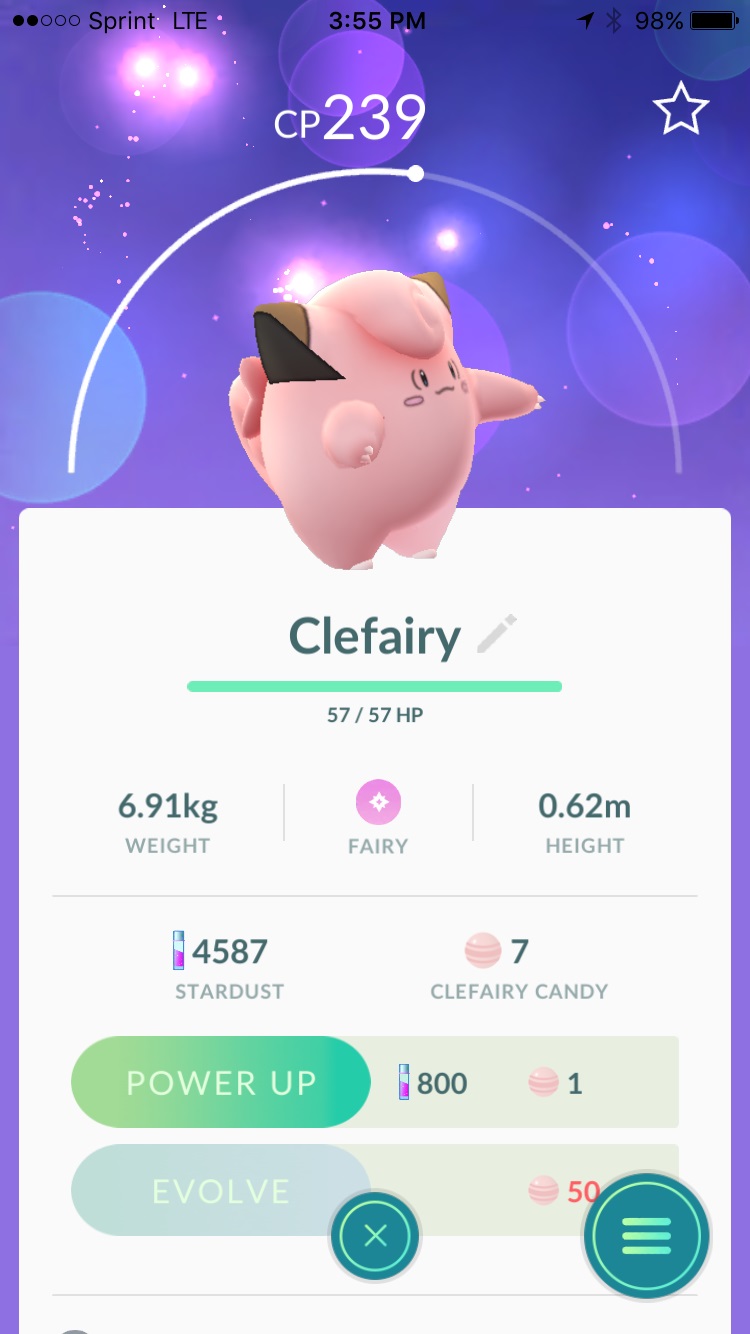 Sprint LTE 3:55 PM 98%
CP239
Clefairy
57 / 57 HP
6.91kg 0.62m
WEIGHT FAIRY HEIGHT
4587 7
STARDUST CLEFAIRY CANDY
POWER UP 800 1
EVOLVE 50